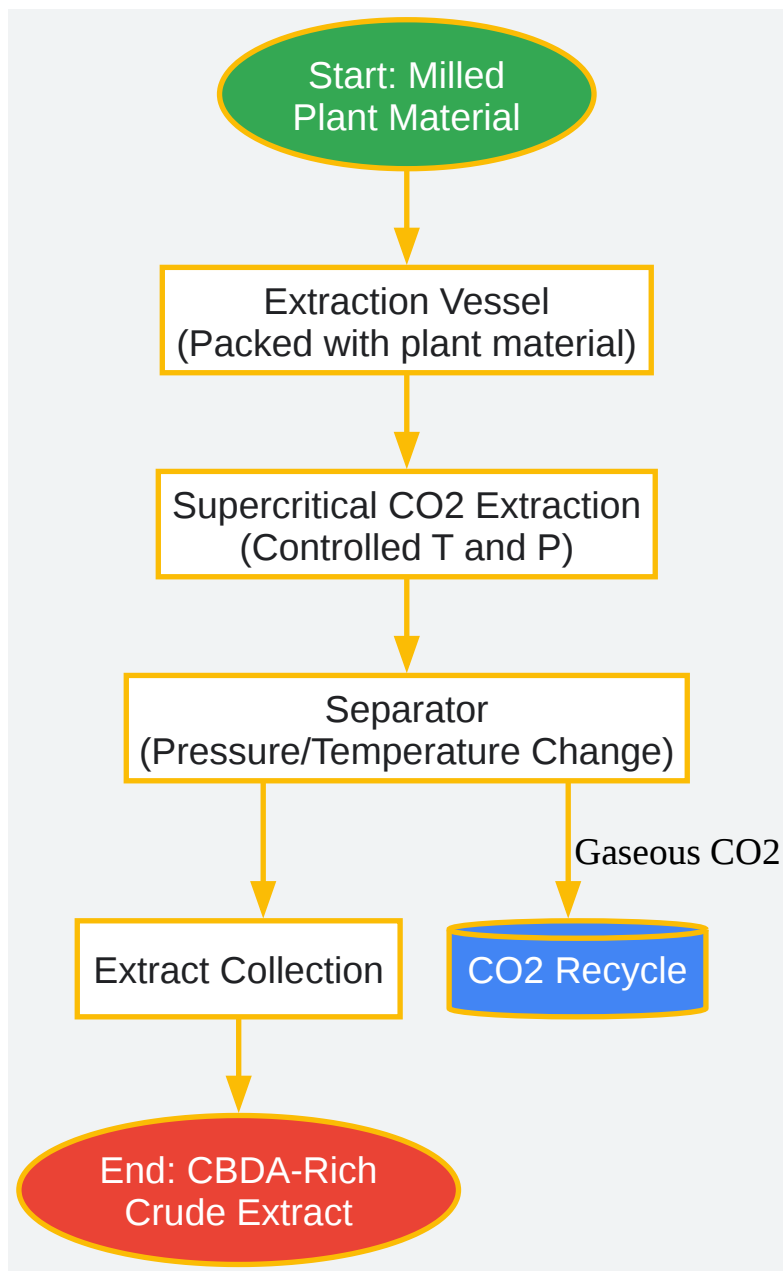 Start: Milled
Plant Material
Extraction Vessel
(Packed with plant material)
Supercritical CO2 Extraction
(Controlled T and P)
Separator
(Pressure/Temperature Change)
Gaseous CO2
Extract Collection
CO2 Recycle
End: CBDA-Rich
Crude Extract